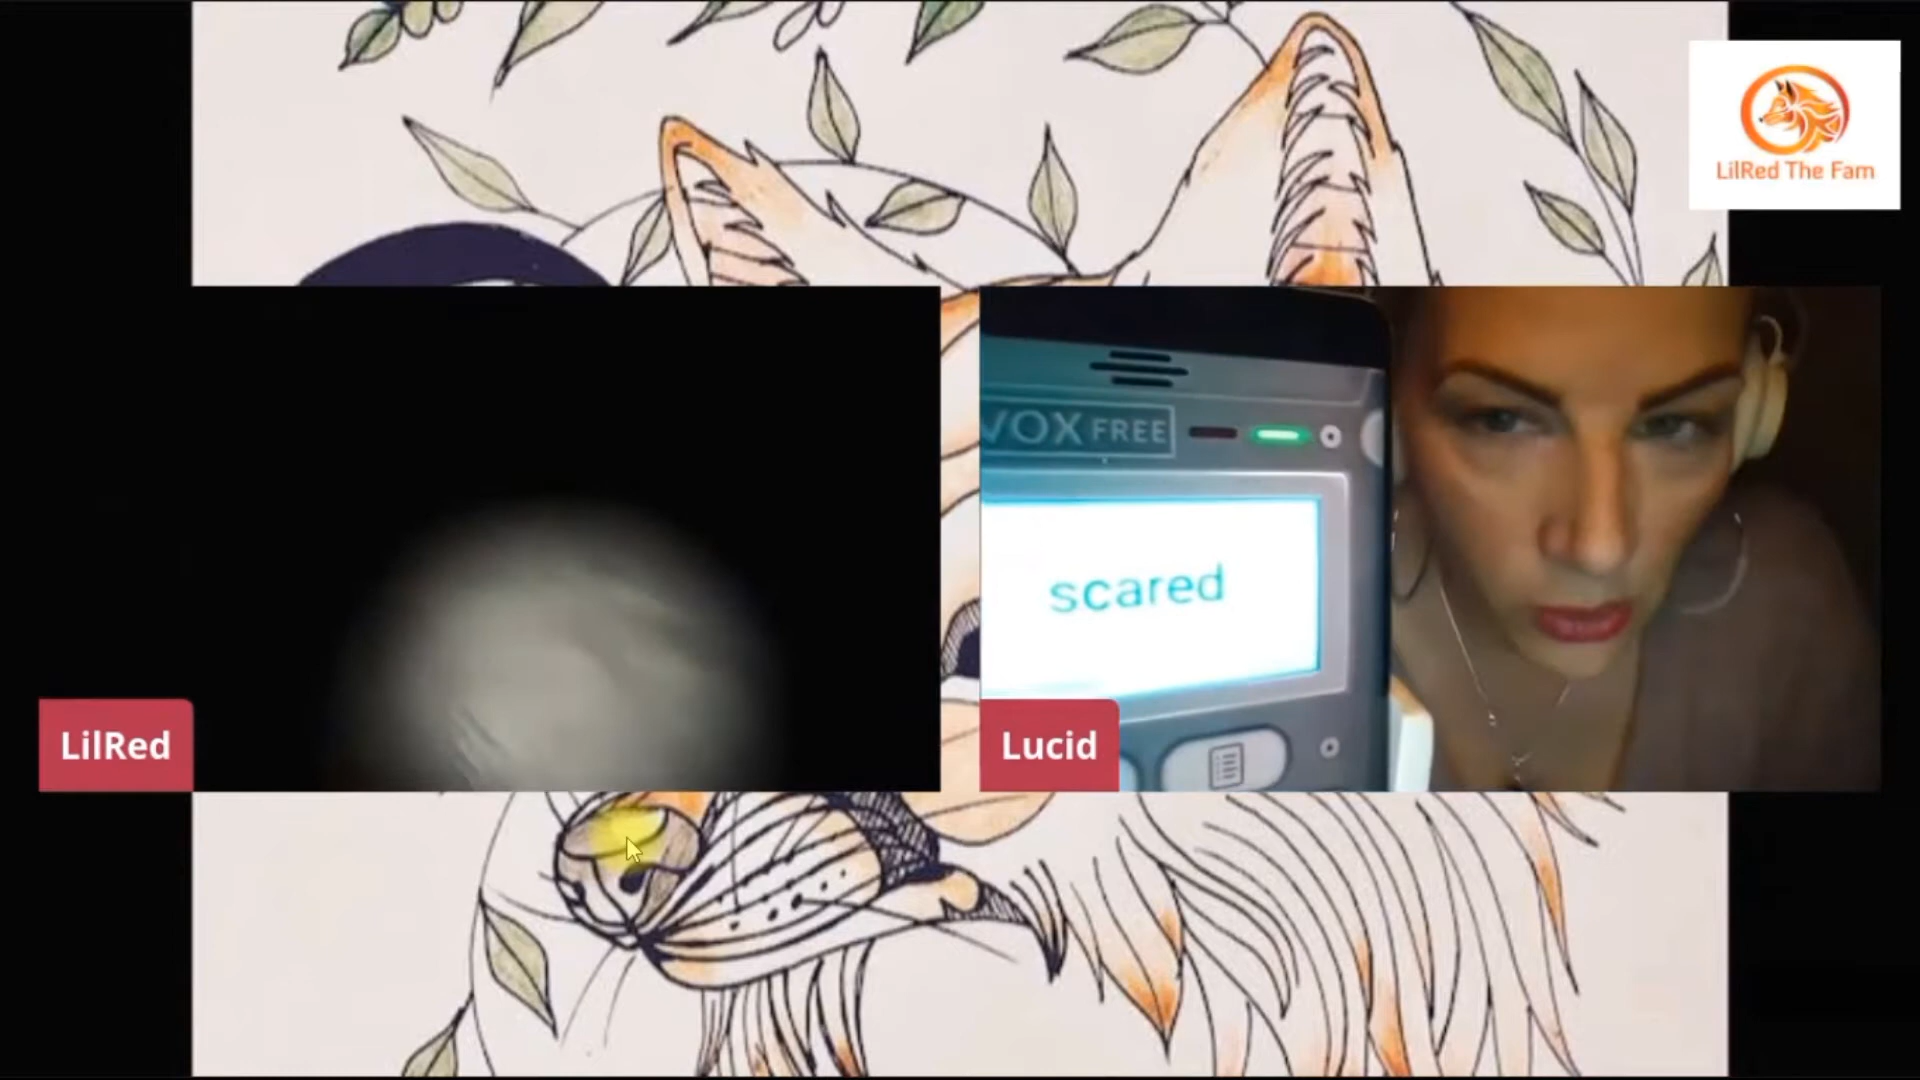 LilRed The Fam
VOX FREE
scared
LilRed
Lucid